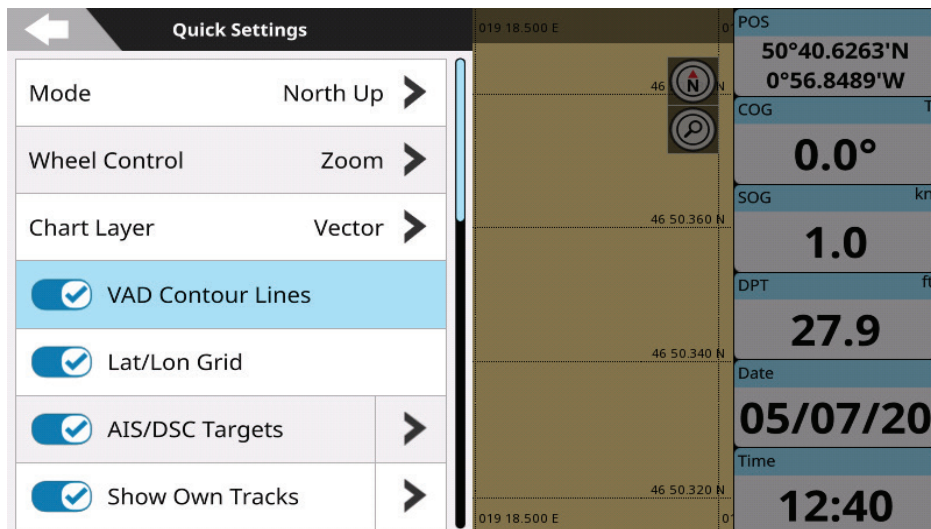 Quick Settings
Mode North Up
Wheel Control Zoom
Chart Layer Vector
VAD Contour Lines
Lat/Lon Grid
AIS/DSC Targets
Show Own Tracks
019 18.500 E
46
N
N
46 50.360 N
46 50.340 N
46 50.320 N
019 18.500 E
POS
50°40.6263'N
0°56.8489'W
COG
0.0°
SOG
1.0
DPT
27.9
Date
05/07/20
Time
12:40